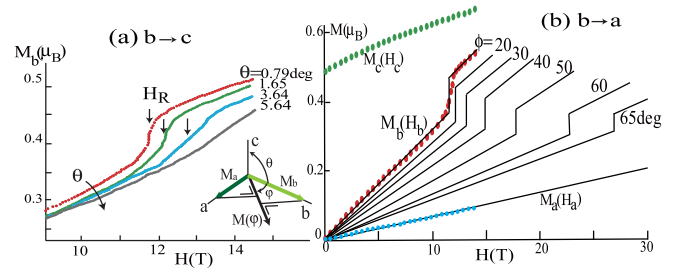 (a) b→c
M_b(μ_B)
θ=0.79deg
1.65
3.64
5.64
H_R
0.5
0.4
0.3
θ
c
θ
M_a
M_b
φ
a
b
M(φ)
10 12 14
H(T)
(b) b→a
M(μ_B)
0.6
M_c(H_c)
ϕ=20
30
40
50
60
65deg
0.4
M_b(H_b)
0.2
M_a(H_a)
0
0 10 20 30
H(T)